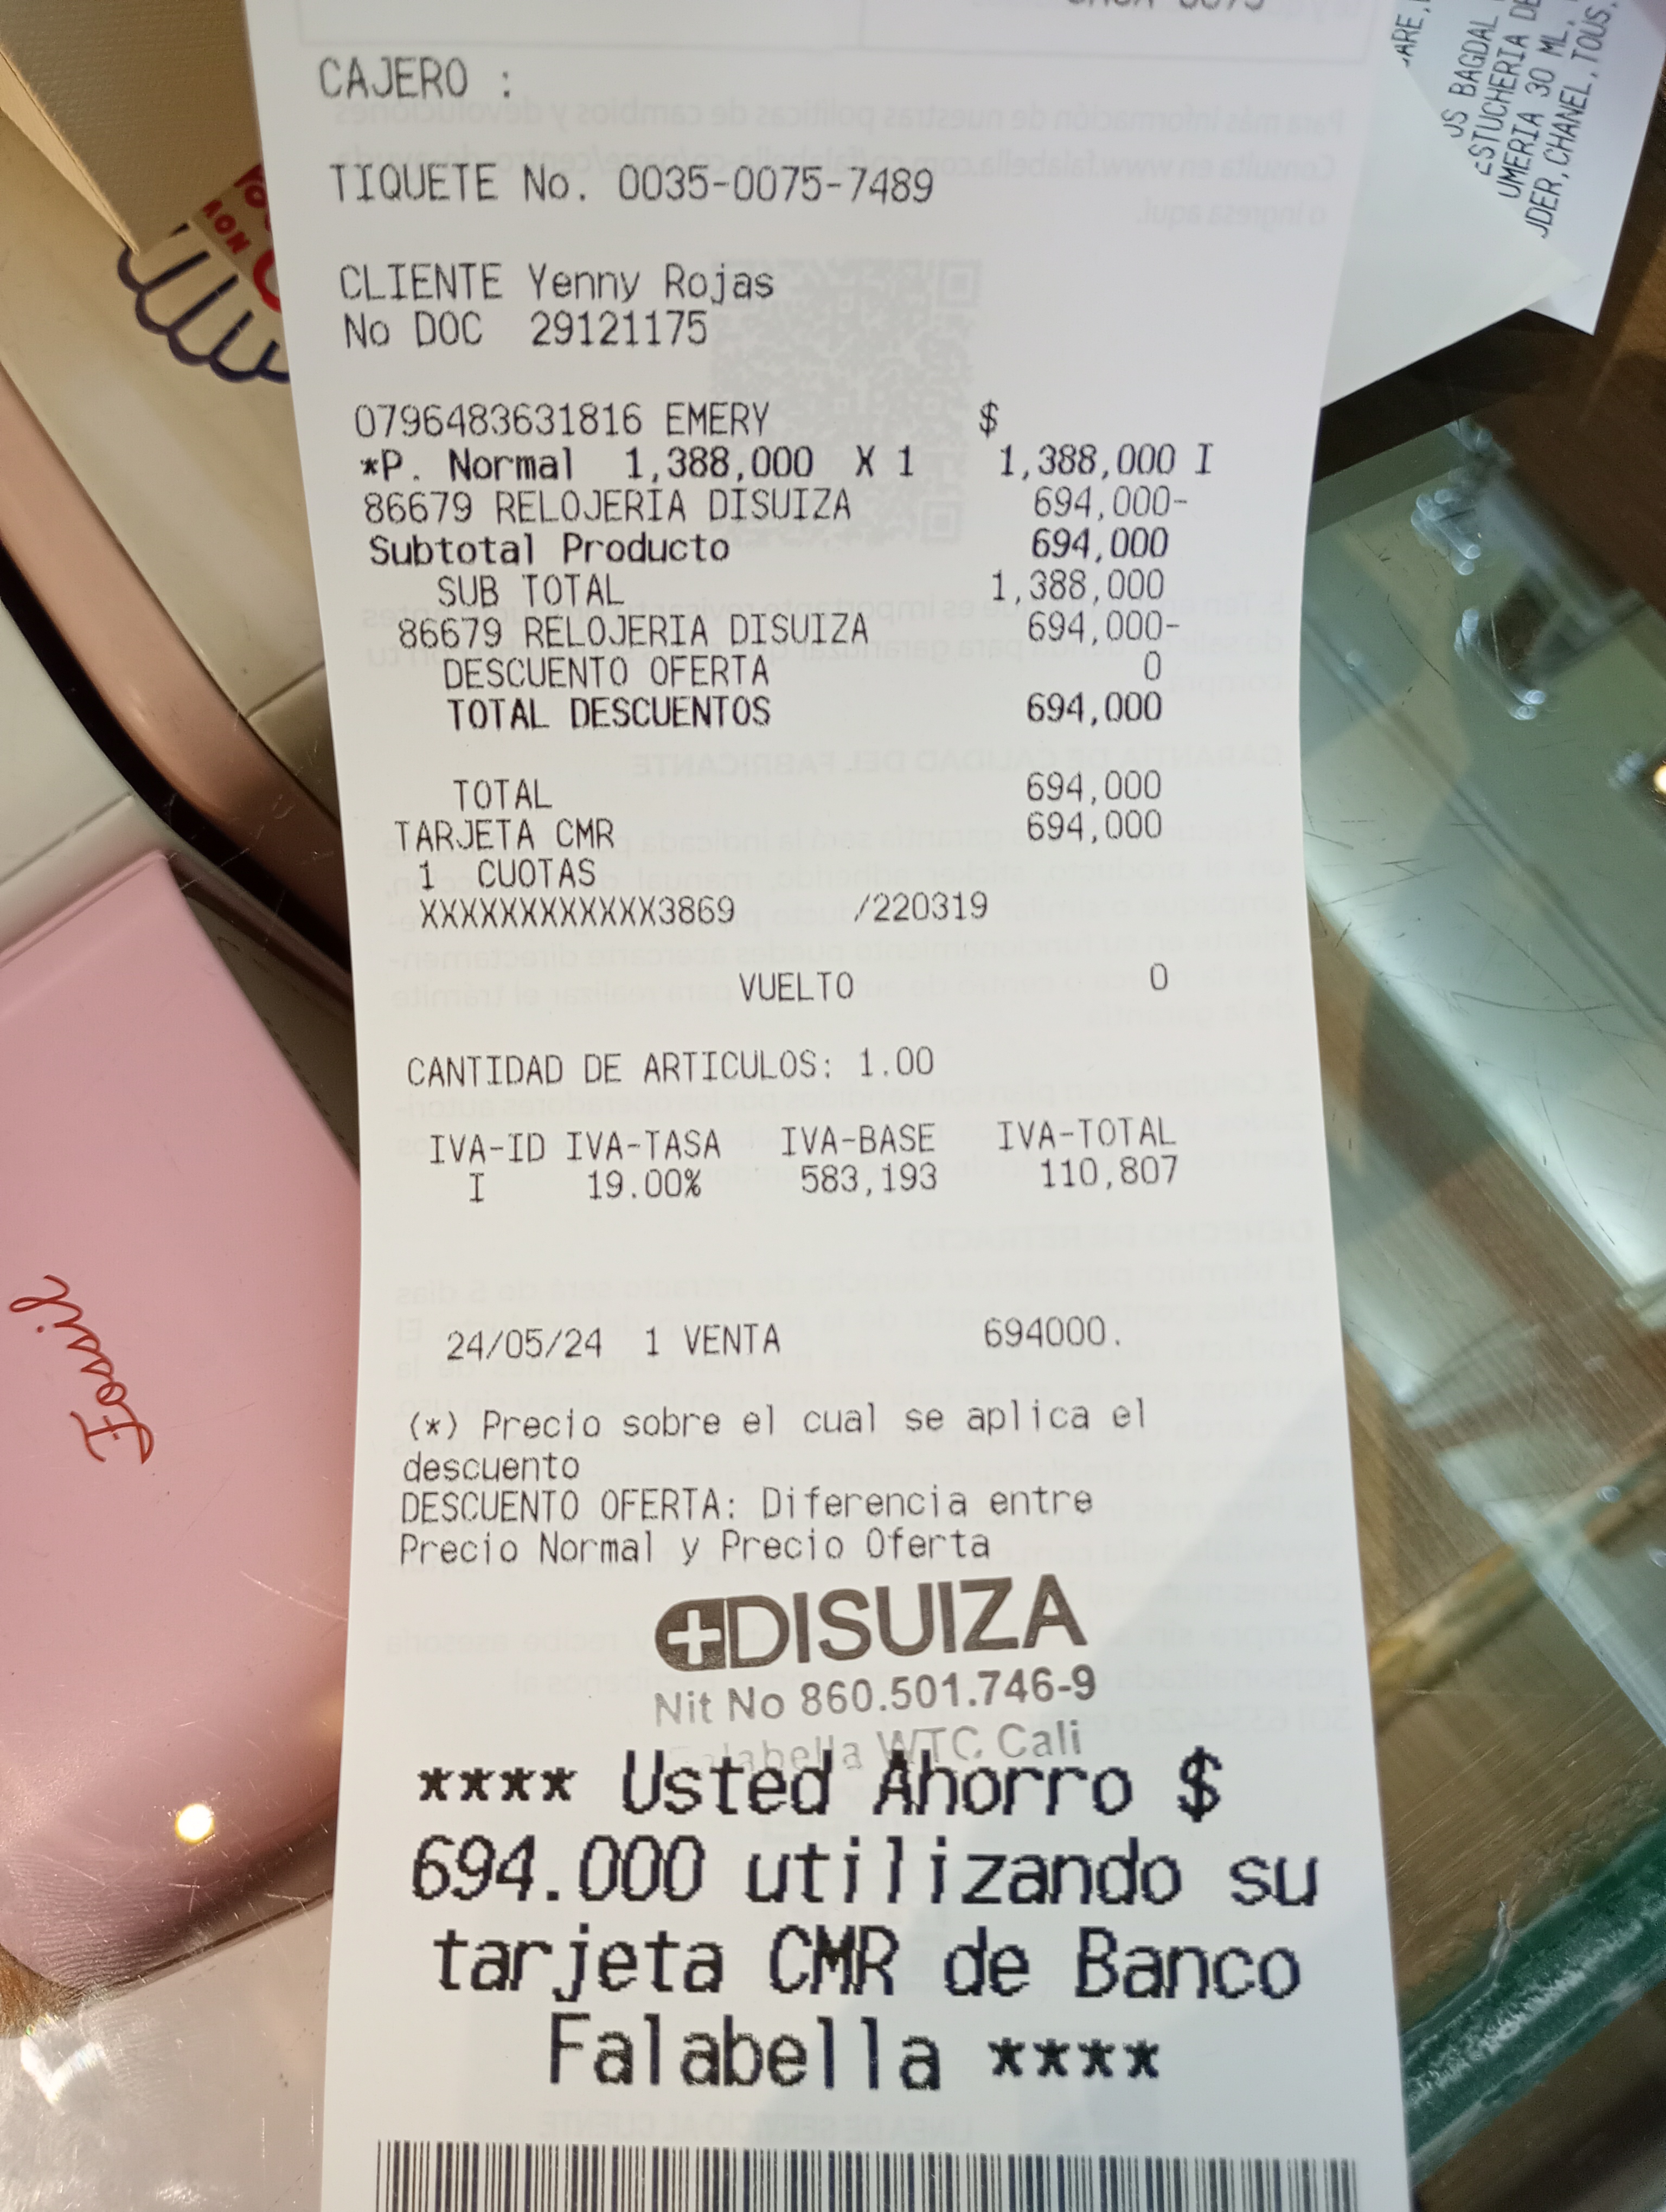 CAJERO :
TIQUETE No. 0035-0075-7489
CLIENTE Yenny Rojas
No DOC 29121175
0796483631816 EMERY $
*P. Normal 1,388,000 X 1 1,388,000 I
86679 RELOJERIA DISUIZA 694,000-
Subtotal Producto 694,000
SUB TOTAL 1,388,000
86679 RELOJERIA DISUIZA 694,000-
DESCUENTO OFERTA 0
TOTAL DESCUENTOS 694,000
TOTAL 694,000
TARJETA CMR 694,000
1 CUOTAS
XXXXXXXXXXXX3869 /220319
VUELTO 0
CANTIDAD DE ARTICULOS: 1.00
IVA-ID IVA-TASA IVA-BASE IVA-TOTAL
I 19.00% 583,193 110,807
24/05/24 1 VENTA 694000.
(*) Precio sobre el cual se aplica el
descuento
DESCUENTO OFERTA: Diferencia entre
Precio Normal y Precio Oferta
DISUIZA
Nit No 860.501.746-9
Falabella WTC Cali
**** Usted Ahorro $
694.000 utilizando su
tarjeta CMR de Banco
Falabella ****
Fossil
BAGDAL
ESTUCHERIA
30 ML.
CHANEL, TOUS,